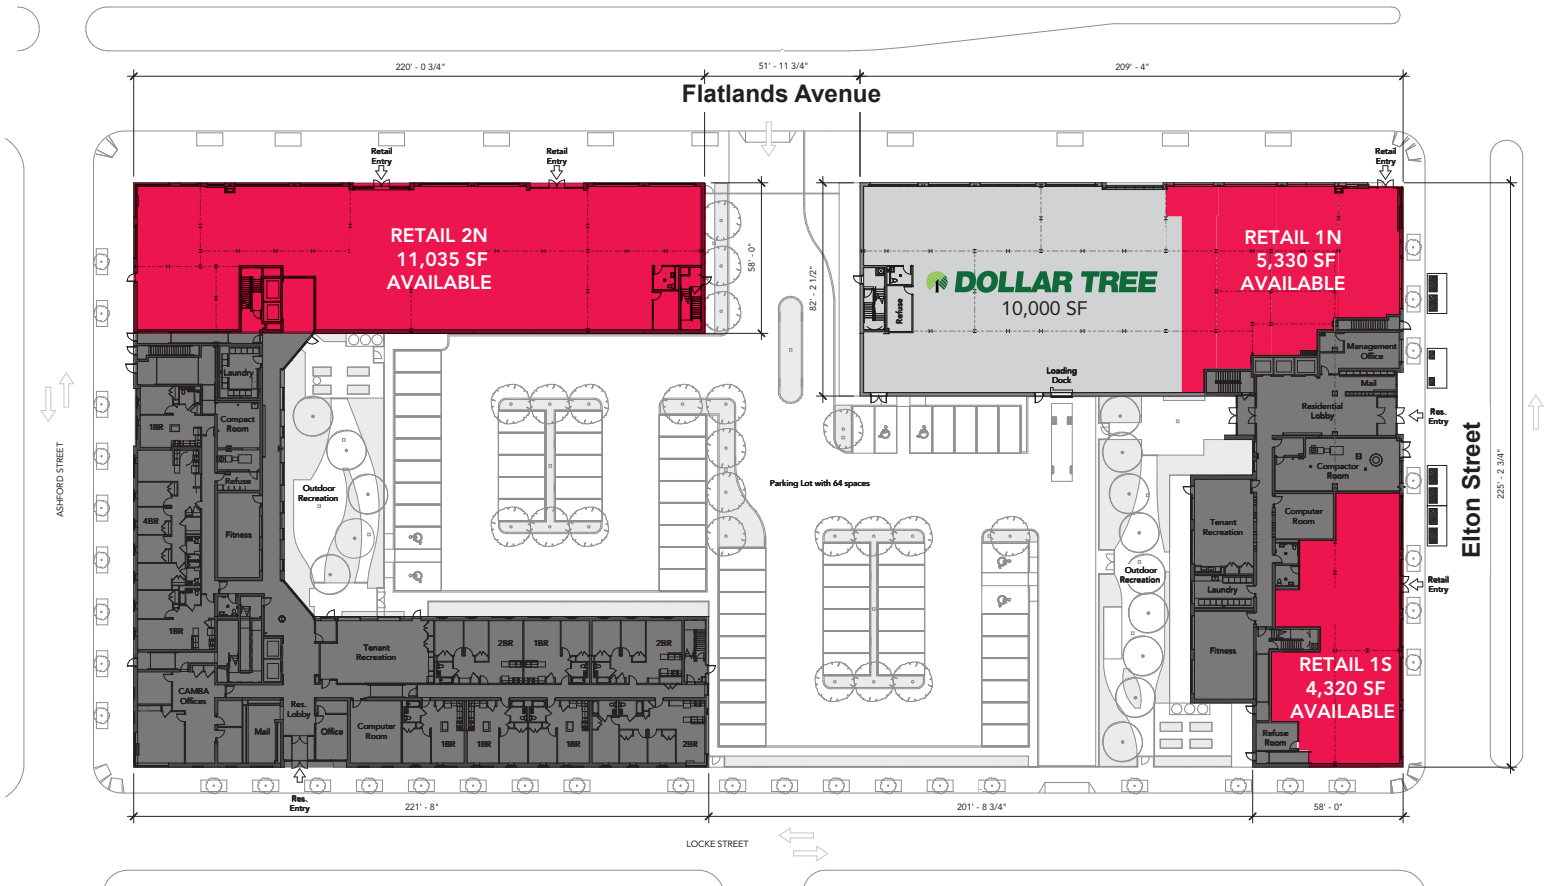 220' - 0 3/4"
51' - 11 3/4"
209' - 4"
Flatlands Avenue
Retail
Entry
Retail
Entry
Retail
Entry
RETAIL 2N
11,035 SF
AVAILABLE
58' - 0"
82' - 2 1/2"
DOLLAR TREE
10,000 SF
Refuse
RETAIL 1N
5,330 SF
AVAILABLE
Loading
Dock
Management
Office
Mail
Residential
Lobby
Res.
Entry
Compactor
Room
Elton Street
225' - 2 3/4"
ASHFORD STREET
Laundry
1BR
Compact
Room
Refuse
4BR
Fitness
1BR
Outdoor
Recreation
Parking Lot with 64 spaces
Tenant
Recreation
Computer
Room
Outdoor
Recreation
Laundry
Retail
Entry
Fitness
RETAIL 1S
4,320 SF
AVAILABLE
Refuse
Room
Tenant
Recreation
2BR
1BR
2BR
1BR
CAMBA
Offices
Res.
Lobby
Mail
Office
Computer
Room
1BR
1BR
1BR
2BR
Res.
Entry
221' - 8"
201' - 8 3/4"
58' - 0"
LOCKE STREET